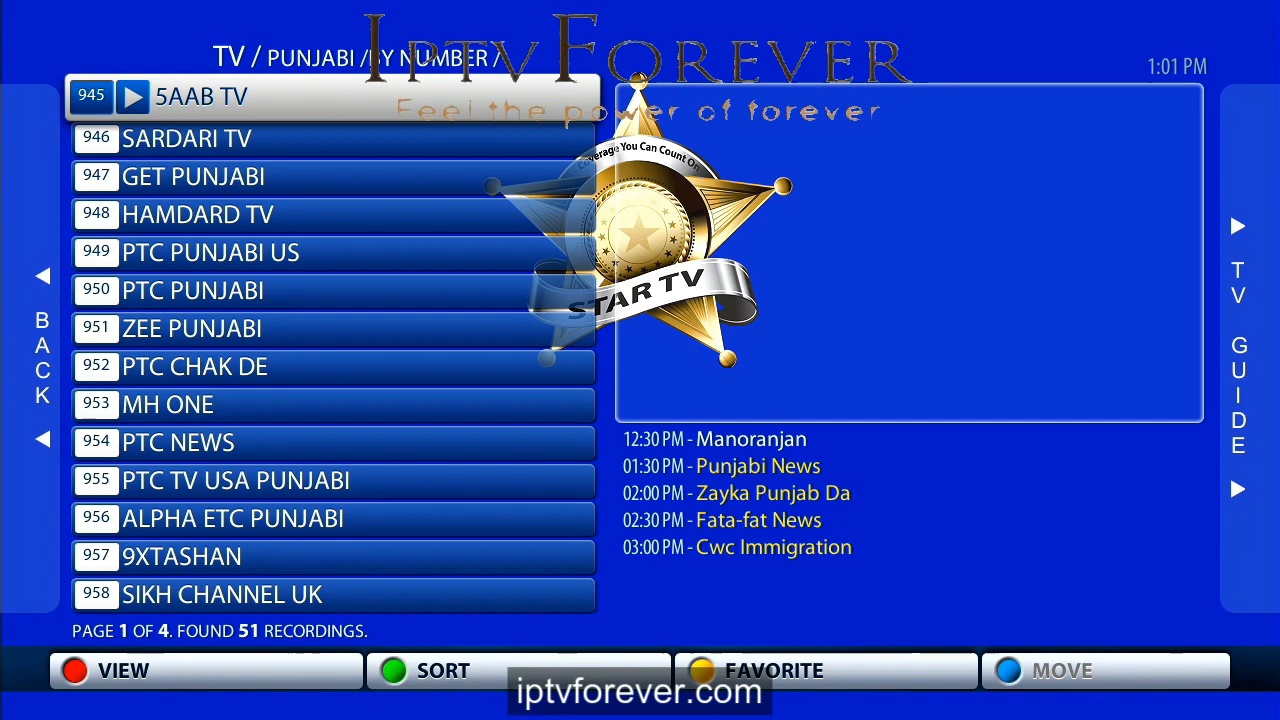 IPTVFOREVER
Feel the power of forever
TV / PUNJABI /BY NUMBER /
1:01 PM
945 5AAB TV
946 SARDARI TV
947 GET PUNJABI
948 HAMDARD TV
949 PTC PUNJABI US
950 PTC PUNJABI
951 ZEE PUNJABI
952 PTC CHAK DE
953 MH ONE
954 PTC NEWS
955 PTC TV USA PUNJABI
956 ALPHA ETC PUNJABI
957 9XTASHAN
958 SIKH CHANNEL UK
PAGE 1 OF 4. FOUND 51 RECORDINGS.
BACK
Coverage You Can Count On
STAR TV
12:30 PM - Manoranjan
01:30 PM - Punjabi News
02:00 PM - Zayka Punjab Da
02:30 PM - Fata-fat News
03:00 PM - Cwc Immigration
TV GUIDE
VIEW SORT FAVORITE MOVE
iptvforever.com